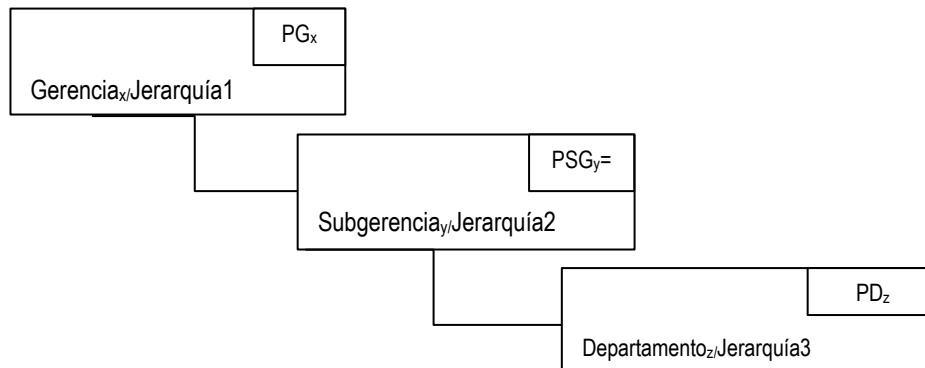 PGx
Gerenciax/Jerarquía1
PSGy=
Subgerenciay/Jerarquía2
PDz
Departamentoz/Jerarquía3